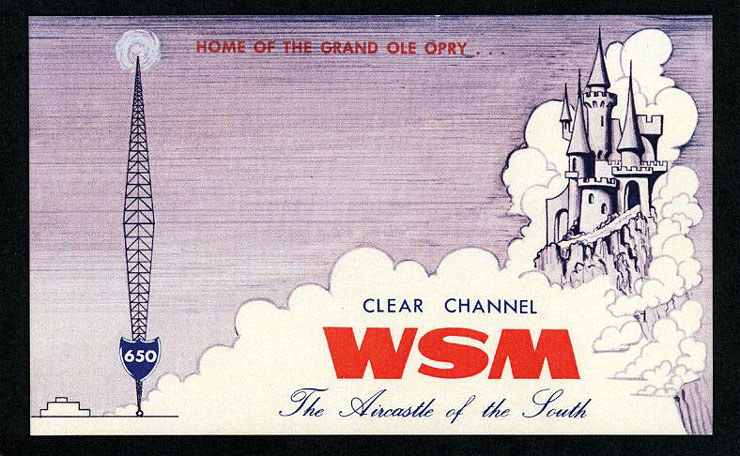 HOME OF THE GRAND OLE OPRY . . .
650
CLEAR CHANNEL
WSM
The Aircastle of the South